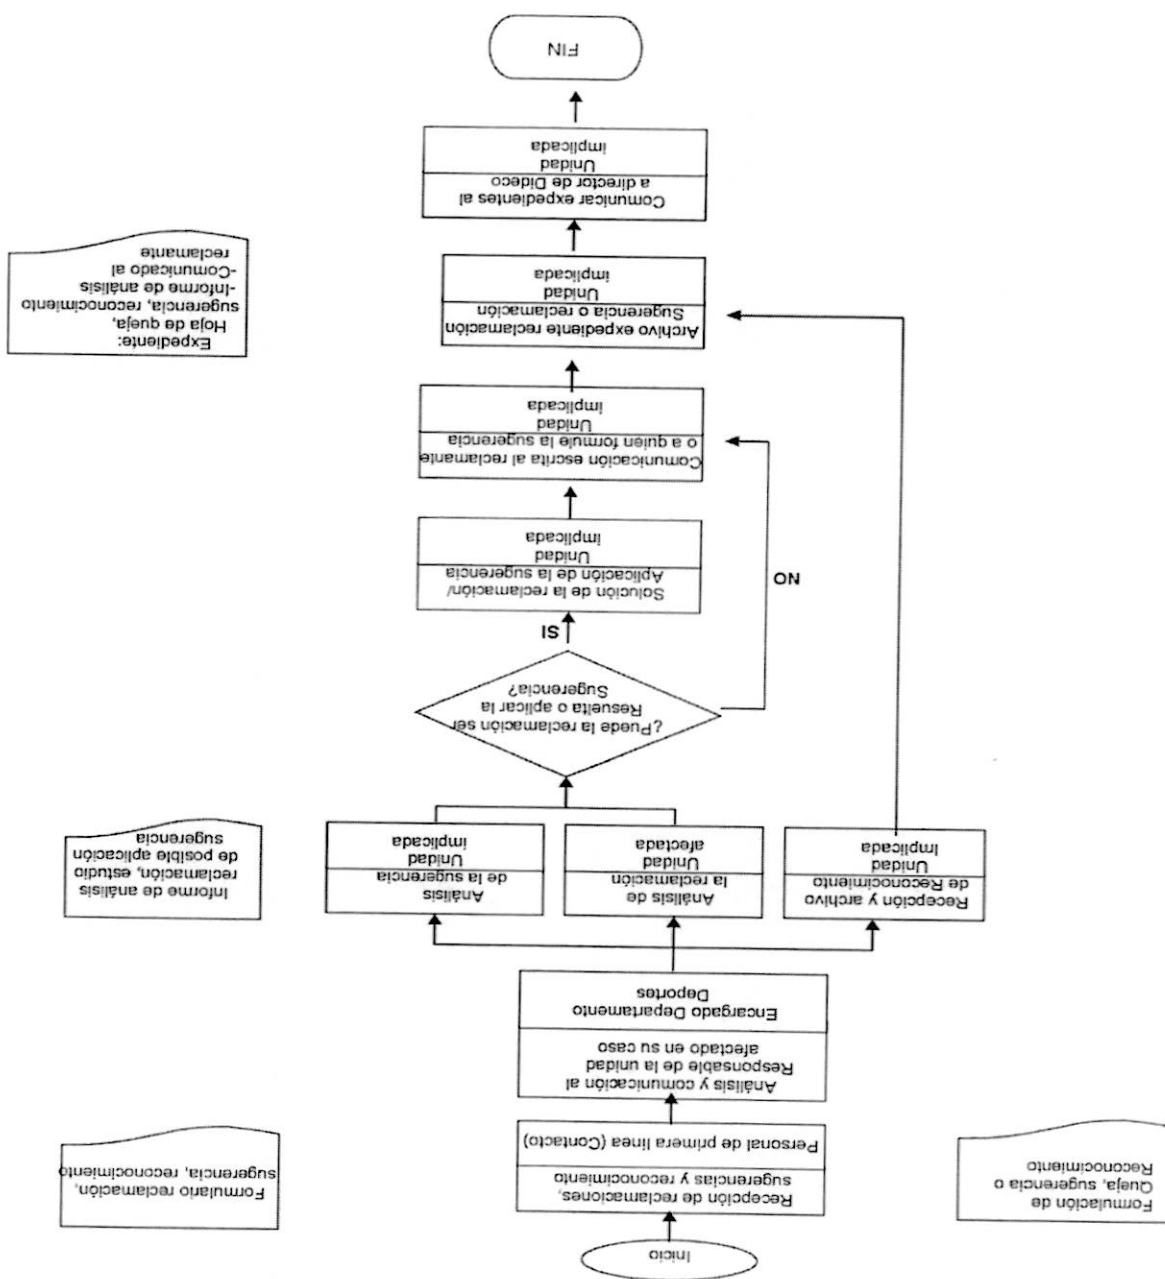 Inicio
Formulación de
Queja, sugerencia o
Reconocimiento
Recepción de reclamaciones,
sugerencias y reconocimiento
Personal de primera línea (Contacto)
Formulario reclamación,
sugerencia, reconocimiento
Análisis y comunicación al
Responsable de la unidad
afectado en su caso
Encargado Departamento
Deportes
Recepción y archivo
de Reconocimiento
Unidad
Implicada
Análisis de
la reclamación
Unidad
afectada
Análisis
de la sugerencia
Unidad
implicada
Informe de análisis
reclamación, estudio
de posible aplicación
sugerencia
¿Puede la reclamación ser
Resuelta o aplicar la
Sugerencia?
SI
NO
Solución de la reclamación/
Aplicación de la sugerencia
Unidad
implicada
Comunicación escrita al reclamante
o a quien formule la sugerencia
Unidad
implicada
Archivo expediente reclamación
Sugerencia o reclamación
Unidad
implicada
Expediente:
Hoja de queja,
sugerencia, reconocimiento
-Informe de análisis
-Comunicado al
reclamante
Comunicar expedientes al
a director de Dideco
Unidad
implicada
FIN